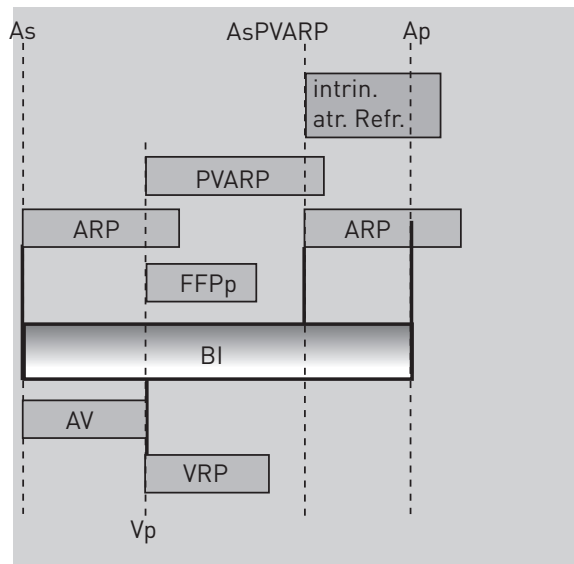 As
AsPVARP
Ap
intrin.
atr. Refr.
PVARP
ARP
ARP
FFPp
BI
AV
VRP
Vp